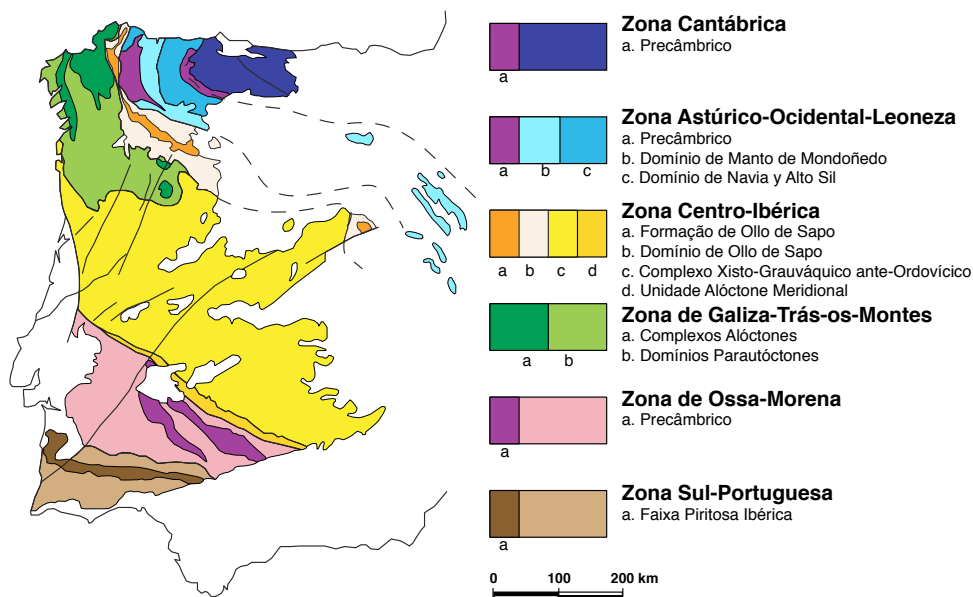 Zona Cantábrica
a. Precâmbrico
a
Zona Astúrico-Ocidental-Leoneza
a. Precâmbrico
b. Domínio de Manto de Mondoñedo
c. Domínio de Navia y Alto Sil
a b c
Zona Centro-Ibérica
a. Formação de Ollo de Sapo
b. Domínio de Ollo de Sapo
c. Complexo Xisto-Grauváquico ante-Ordovícico
d. Unidade Alóctone Meridional
a b c d
Zona de Galiza-Trás-os-Montes
a. Complexos Alóctones
b. Domínios Parautóctones
a b
Zona de Ossa-Morena
a. Precâmbrico
a
Zona Sul-Portuguesa
a. Faixa Piritosa Ibérica
a
0 100 200 km